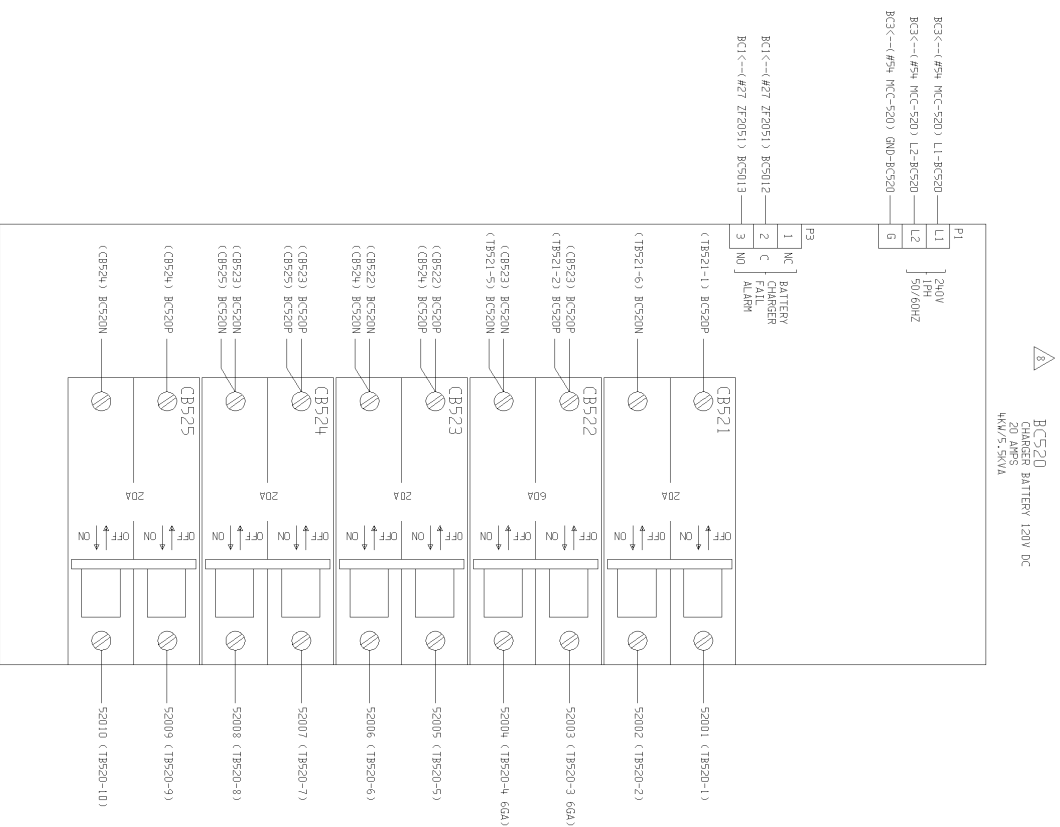 8
BC520
CHARGER BATTERY 120V DC
20 AMPS
4KW/5.5KVA
BC3<--(#54 MCC-520) L1-BC520
BC3<--(#54 MCC-520) L2-BC520
BC3<--(#54 MCC-520) GND-BC520
P1
L1
L2
G
240V
1PH
50/60HZ
BC1<--(#27 ZF2051) BC5012
BC1<--(#27 ZF2051) BC5013
P3
1 NC
2 C
3 NO
BATTERY
CHARGER
FAIL
ALARM
(TB521-1) BC520P
(TB521-6) BC520N
CB521
20A
OFF ON
OFF ON
52001 (TB520-1)
52002 (TB520-2)
(CB523) BC520P
(TB521-2) BC520P
(CB523) BC520N
(TB521-5) BC520N
CB522
60A
OFF ON
OFF ON
52003 (TB520-3 6GA)
52004 (TB520-4 6GA)
(CB522) BC520P
(CB524) BC520P
(CB522) BC520N
(CB524) BC520N
CB523
20A
OFF ON
OFF ON
52005 (TB520-5)
52006 (TB520-6)
(CB523) BC520P
(CB525) BC520P
(CB523) BC520N
(CB525) BC520N
CB524
20A
OFF ON
OFF ON
52007 (TB520-7)
52008 (TB520-8)
(CB524) BC520P
(CB524) BC520N
CB525
20A
OFF ON
OFF ON
52009 (TB520-9)
52010 (TB520-10)